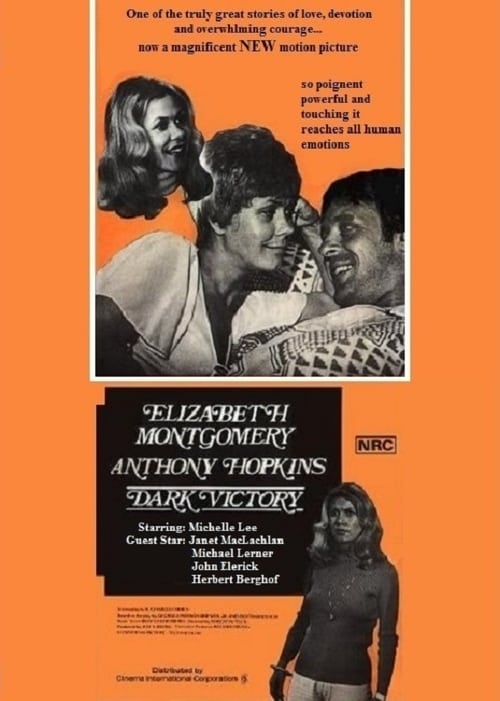 One of the truly great stories of love, devotion
and overwhlming courage...
now a magnificent NEW motion picture
so poignent
powerful and
touching it
reaches all human
emotions
ELIZABETH
MONTGOMERY
ANTHONY HOPKINS
DARK VICTORY
NRC
Starring: Michelle Lee
Guest Star: Janet MacLachlan
Michael Lerner
John Elerick
Herbert Berghof
Distributed by
Cinema International Corporation